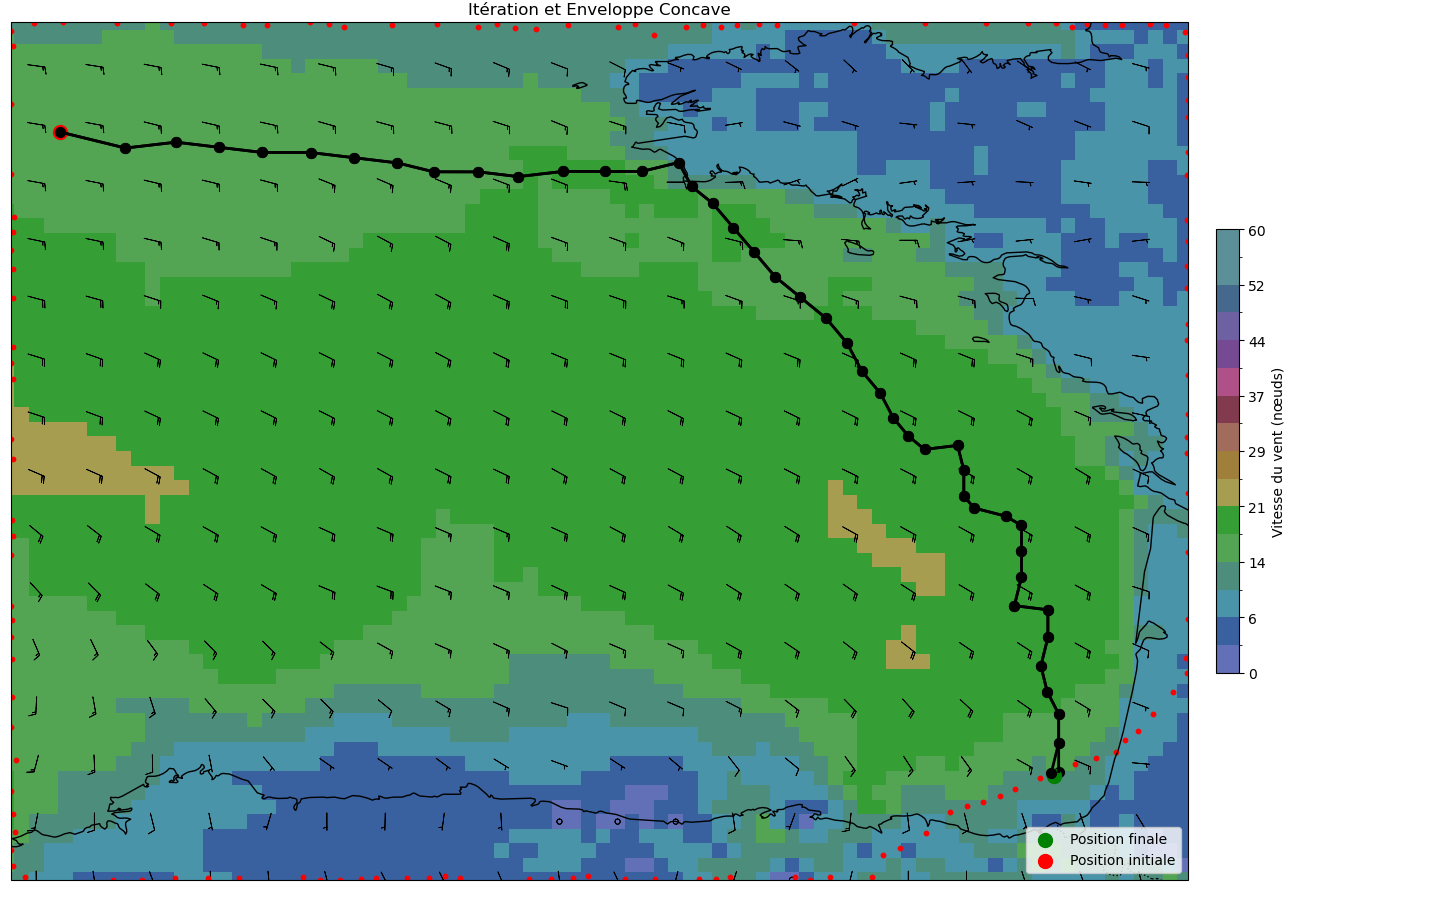 Itération et Enveloppe Concave
60
52
44
37
29
21
14
6
0
Vitesse du vent (nœuds)
Position finale
Position initiale